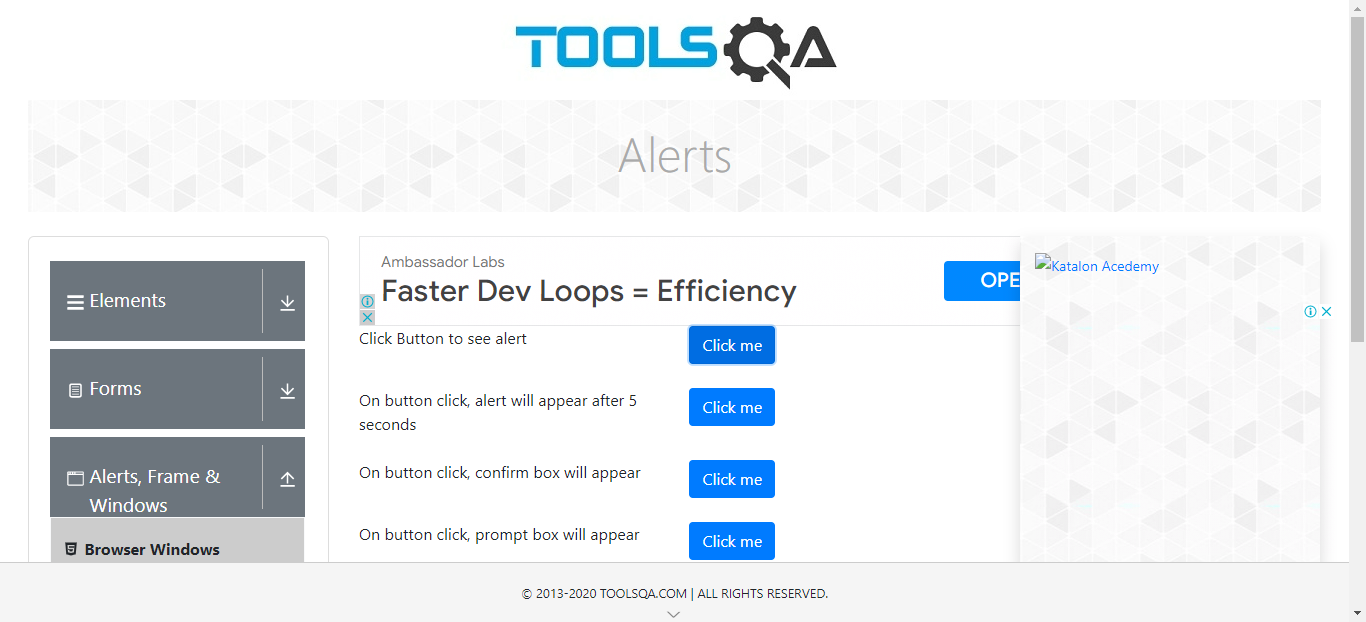 TOOLSQA
Alerts
Elements
Forms
Alerts, Frame &
Windows
Browser Windows
Ambassador Labs
Faster Dev Loops = Efficiency
OPE
Click Button to see alert
Click me
On button click, alert will appear after 5
seconds
Click me
On button click, confirm box will appear
Click me
On button click, prompt box will appear
Click me
Katalon Acedemy
© 2013-2020 TOOLSQA.COM | ALL RIGHTS RESERVED.